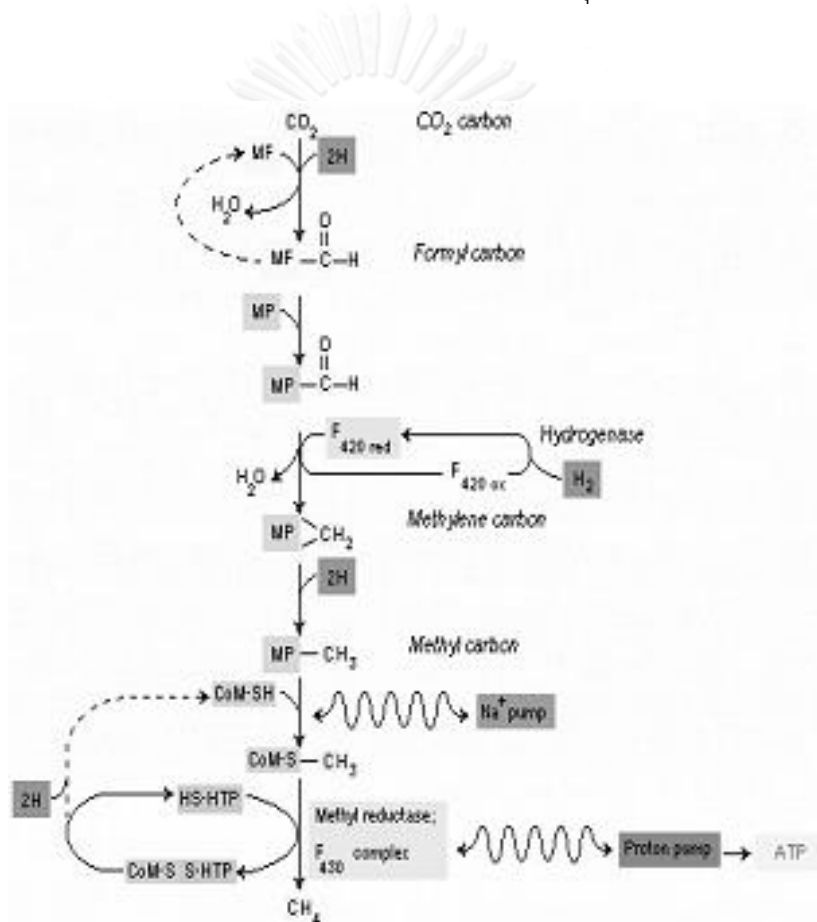 CO2 CO2 carbon
MF 2H
H2O
O
MF C H Formyl carbon
MP
O
MP C H
F420 red Hydrogenase
H2O F420 ox H2
Methylene carbon
MP CH2
2H
Methyl carbon
MP CH3
CoM-SH Na+ pump
CoM-S CH3
2H HS-HTP Methyl reductase;
F430 complex Proton pump ATP
CoM-S S-HTP
CH4